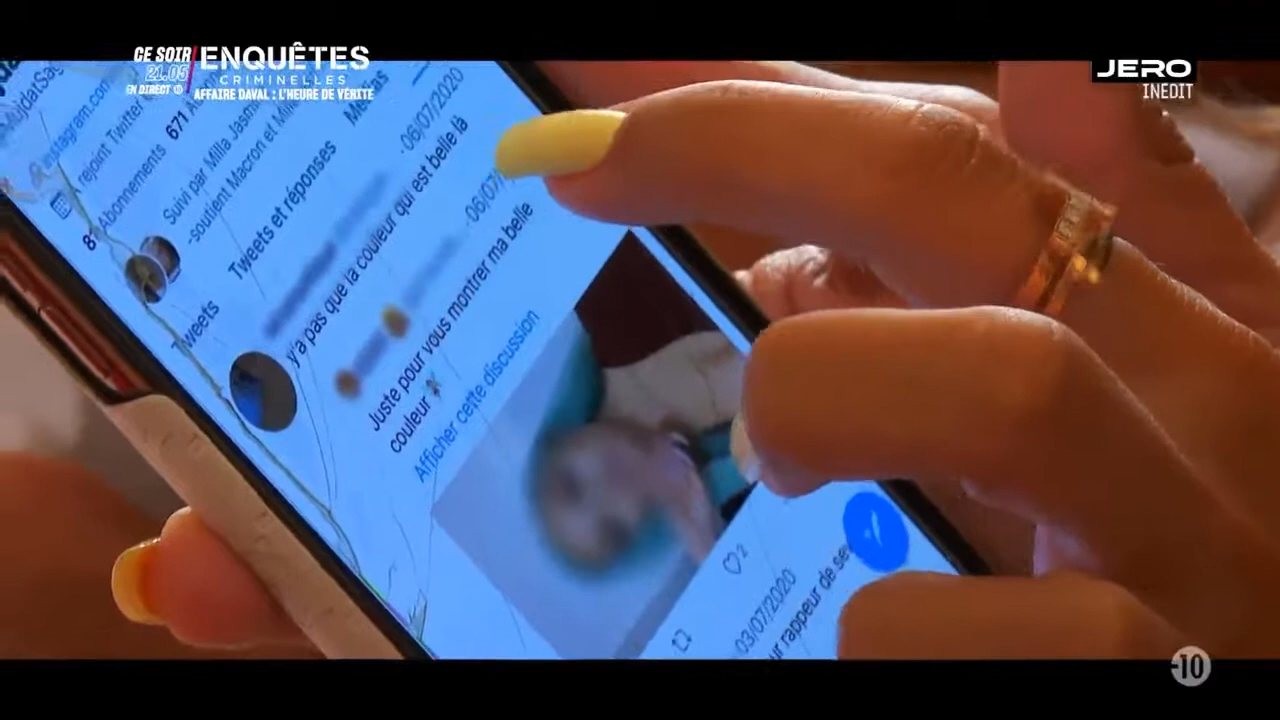 CE SOIR
21.05
EN DIRECT
ENQUÊTES
CRIMINELLES
AFFAIRE DAVAL : L'HEURE DE VÉRITÉ
JERO
INEDIT
instagram.com
rejoint Twitter
Abonnements 671
Suivi par Milla Jasm
-soutient Macron et Mi
Tweets
Tweets et réponses
Médias
·06/07/2020
y'a pas que la couleur qui est belle là
·06/07/
Juste pour vous montrer ma belle
couleur
Afficher cette discussion
2
·03/07/2020
ur rappeur de se
10